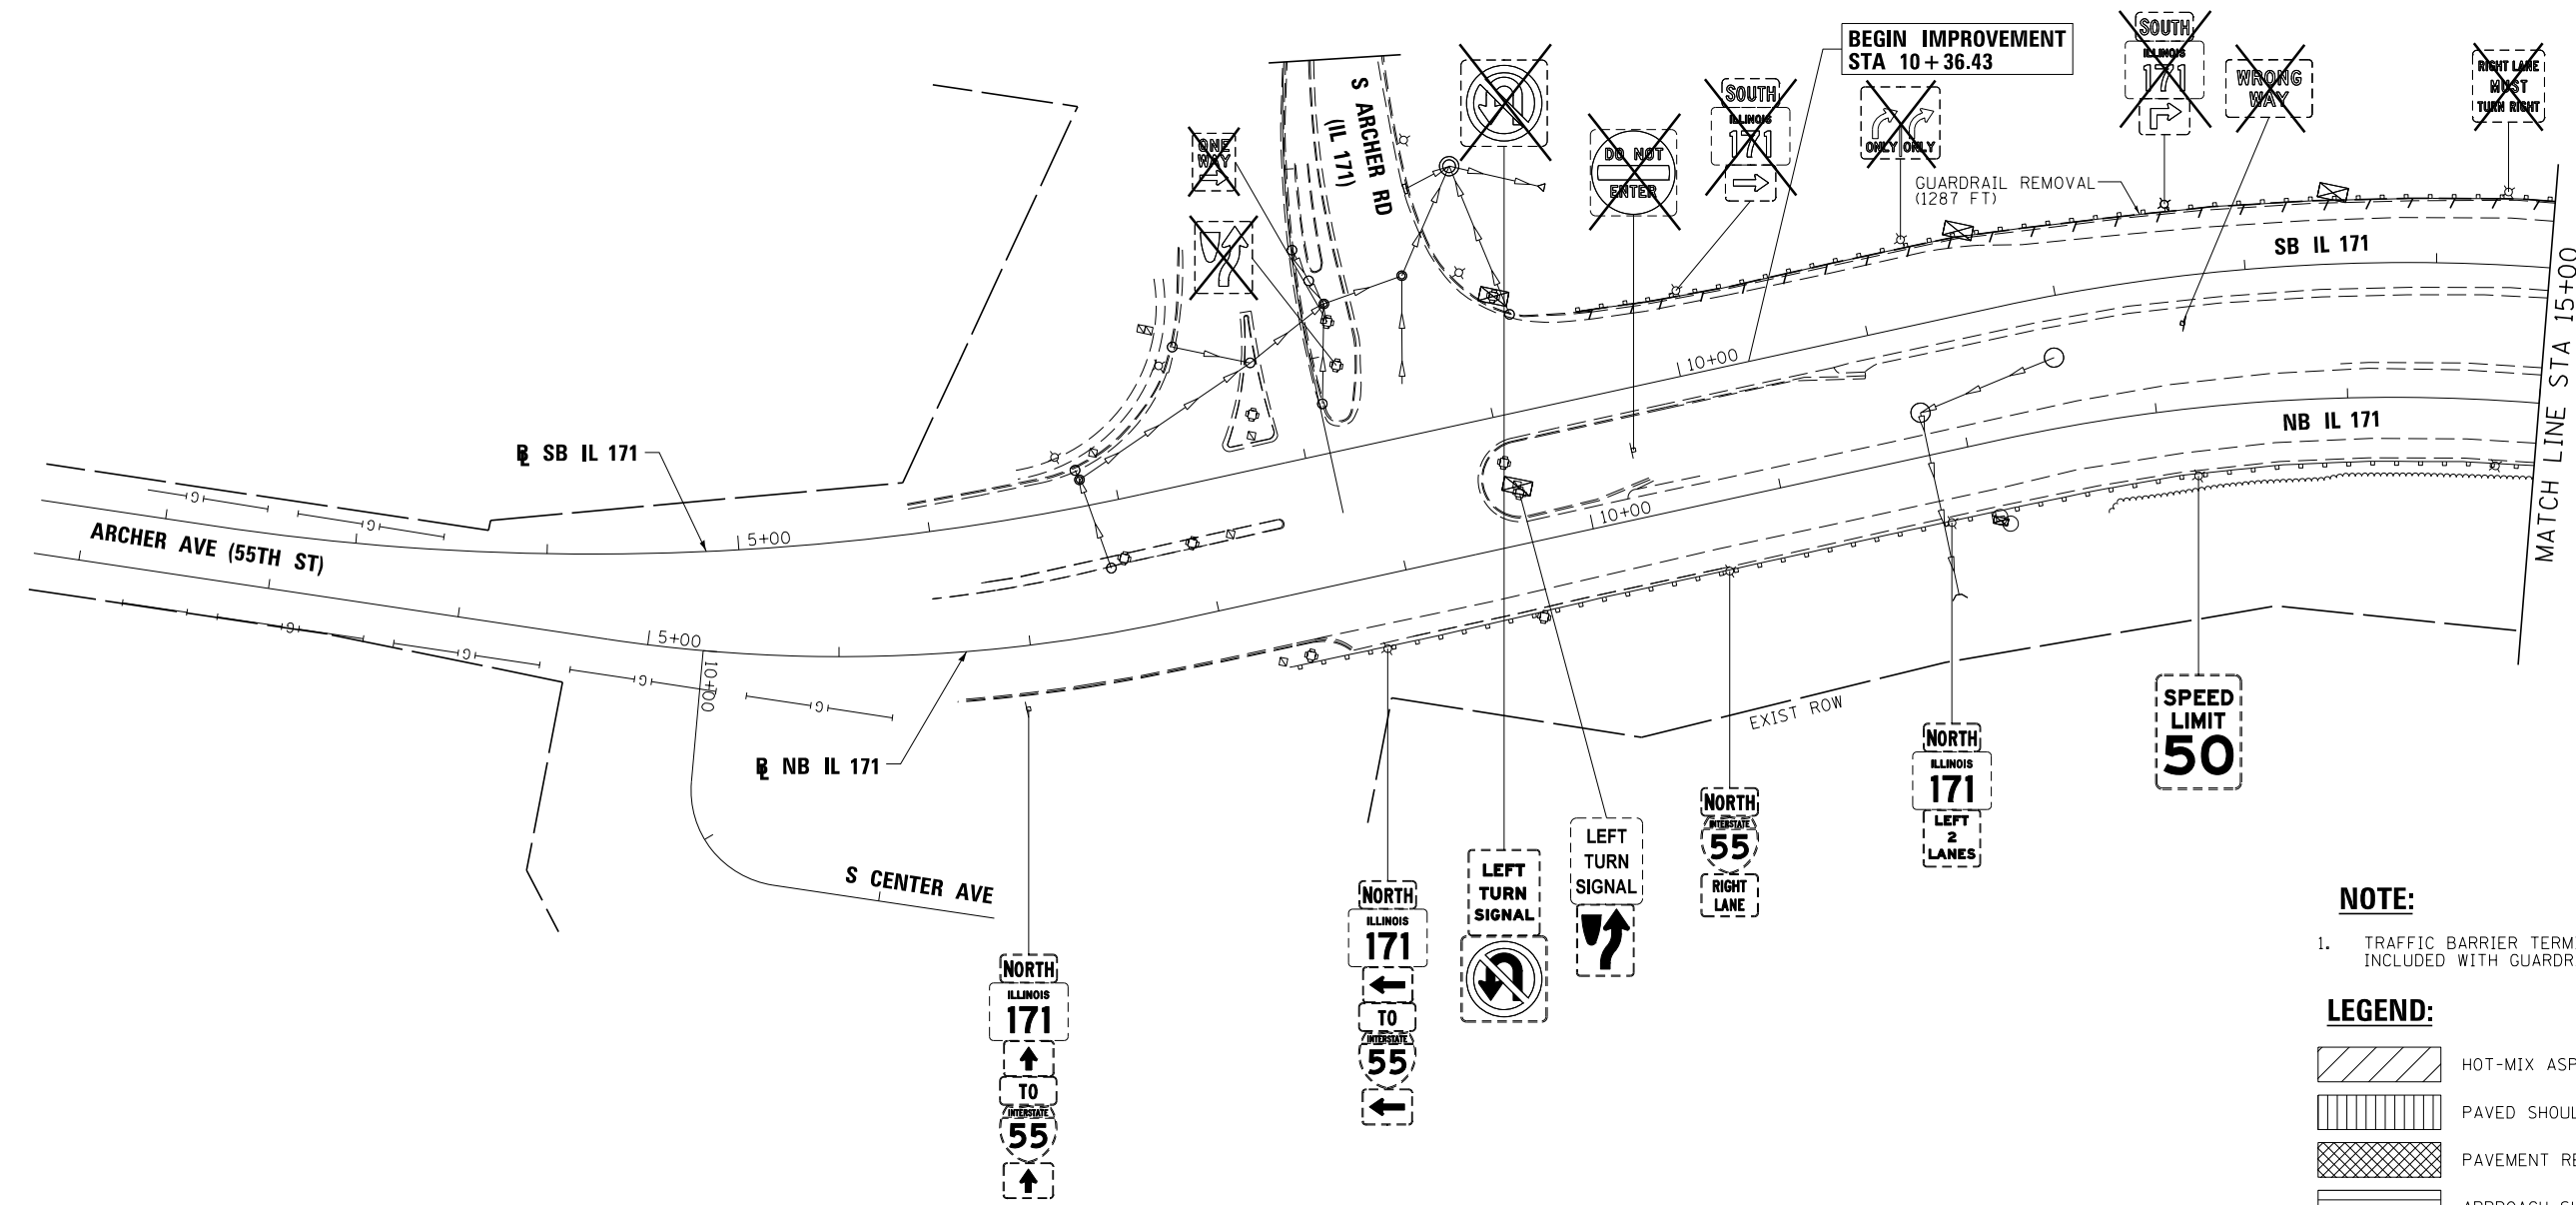 BEGIN IMPROVEMENT
STA 10+36.43
SOUTH
ILLINOIS
171
WRONG
WAY
RIGHT LANE
MUST
TURN RIGHT
SOUTH
ILLINOIS
171
ONLY
ONLY
DO NOT
ENTER
ONE
WAY
S ARCHER RD
(IL 171)
GUARDRAIL REMOVAL
(1287 FT)
SB IL 171
NB IL 171
MATCH LINE STA 15+00
10+00
10+00
SB IL 171
5+00
ARCHER AVE (55TH ST)
G
G
G
G
G
G
5+00
10+00
NB IL 171
S CENTER AVE
EXIST ROW
NORTH
ILLINOIS
171
TO
INTERSTATE
55
NORTH
ILLINOIS
171
TO
INTERSTATE
55
LEFT
TURN
SIGNAL
LEFT
TURN
SIGNAL
NORTH
INTERSTATE
55
RIGHT
LANE
NORTH
ILLINOIS
171
LEFT
2
LANES
SPEED
LIMIT
50
NOTE:
1. TRAFFIC BARRIER TERM
INCLUDED WITH GUARDR
LEGEND:
HOT-MIX ASP
PAVED SHOUL
PAVEMENT RE